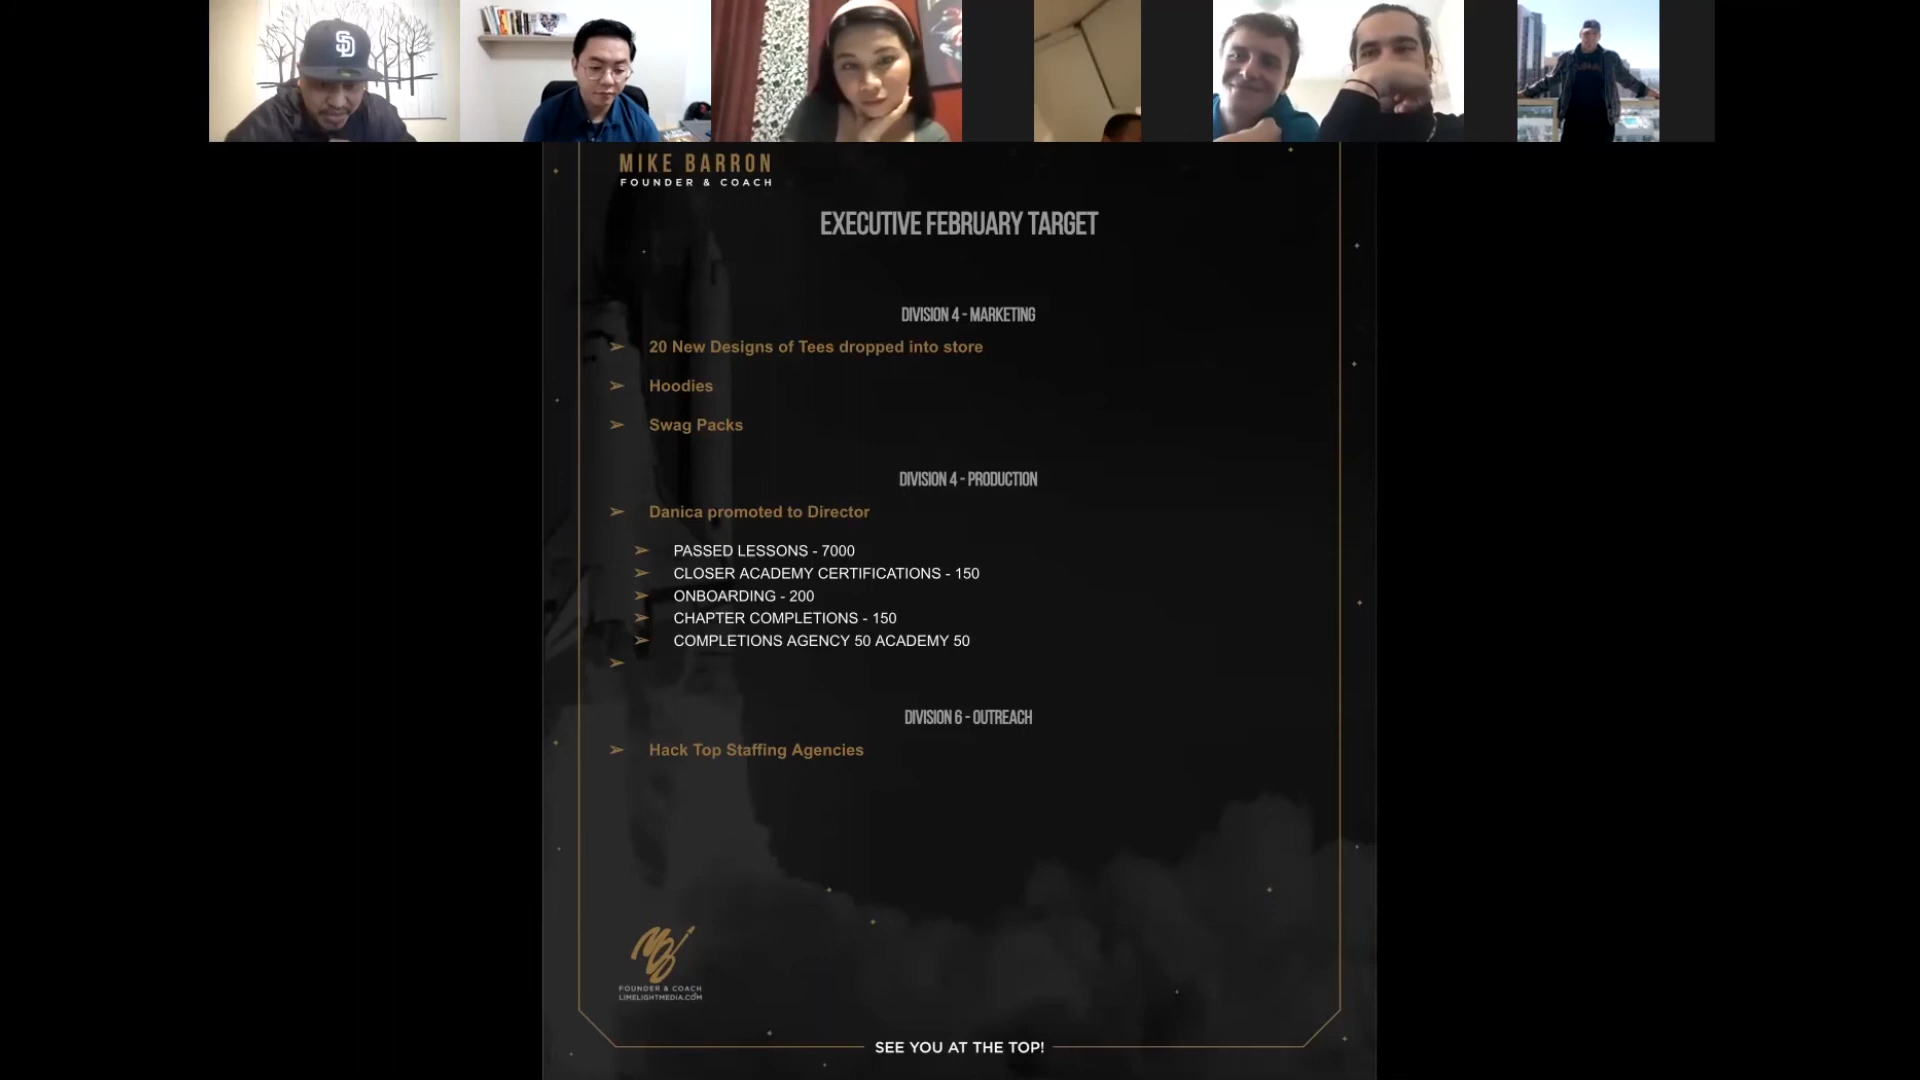 SD
MIKE BARRON
FOUNDER & COACH
EXECUTIVE FEBRUARY TARGET
DIVISION 4 - MARKETING
➢ 20 New Designs of Tees dropped into store
➢ Hoodies
➢ Swag Packs
DIVISION 4 - PRODUCTION
➢ Danica promoted to Director
➢ PASSED LESSONS - 7000
➢ CLOSER ACADEMY CERTIFICATIONS - 150
➢ ONBOARDING - 200
➢ CHAPTER COMPLETIONS - 150
➢ COMPLETIONS AGENCY 50 ACADEMY 50
➢
DIVISION 6 - OUTREACH
➢ Hack Top Staffing Agencies
MB
FOUNDER & COACH
LIMELIGHTMEDIA.COM
SEE YOU AT THE TOP!